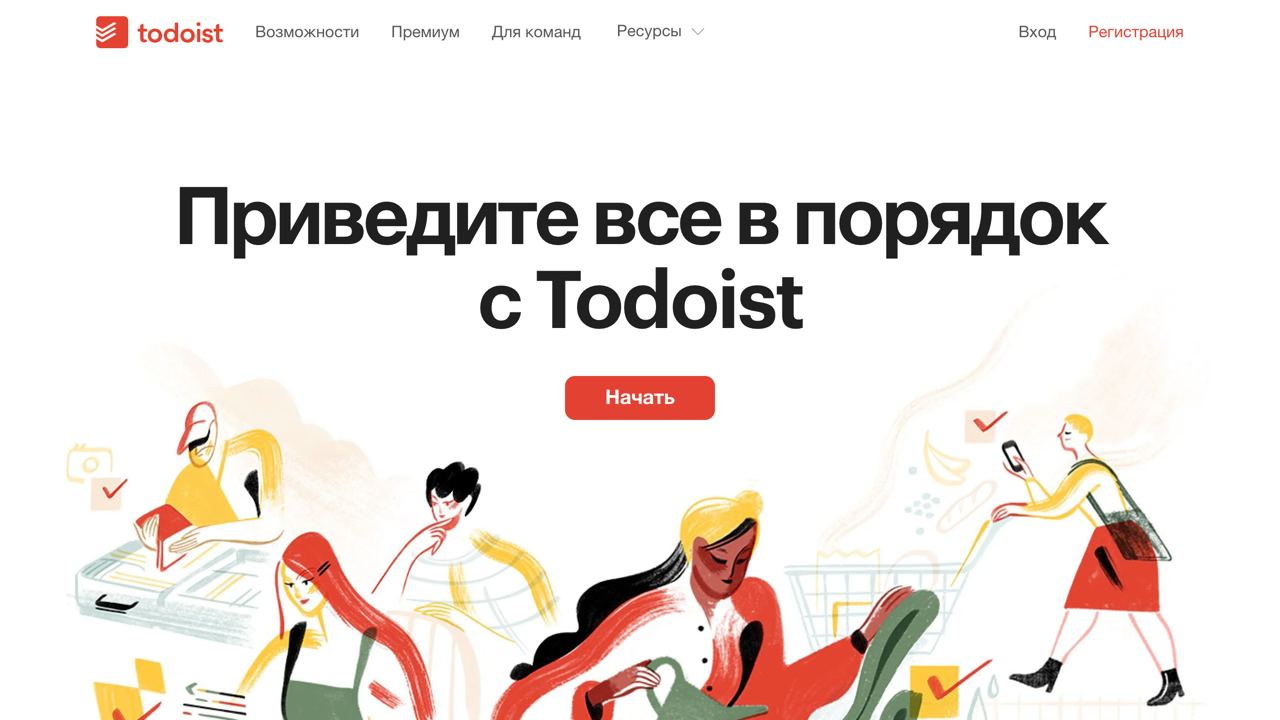 todoist
Возможности
Премиум
Для команд
Ресурсы
Вход
Регистрация
Приведите все в порядок
с Todoist
Начать